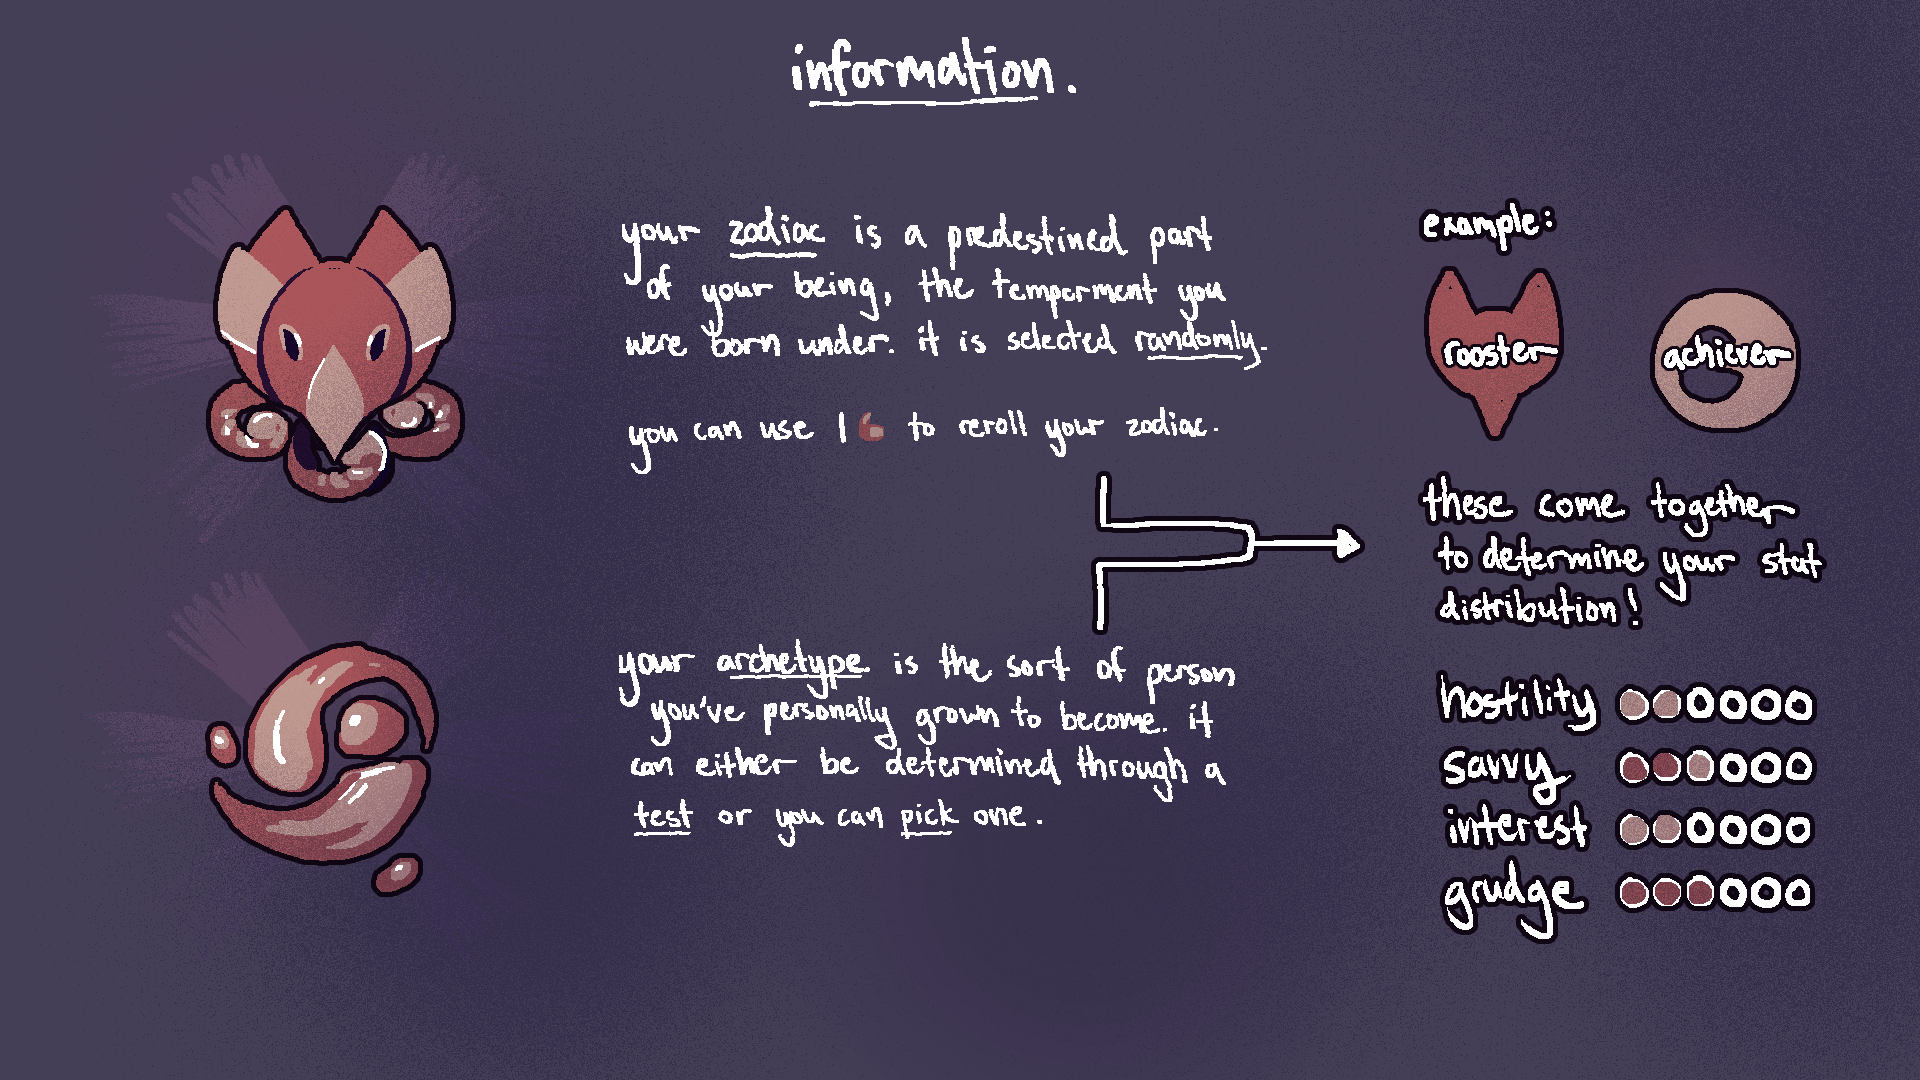 information.
your zodiac is a predestined part
of your being, the temperment you
were born under. it is selected randomly.
you can use 1 to reroll your zodiac.
your archetype is the sort of person
you've personally grown to become. it
can either be determined through a
test or you can pick one.
example:
rooster
achiever
these come together
to determine your stat
distribution!
hostility
savvy
interest
grudge